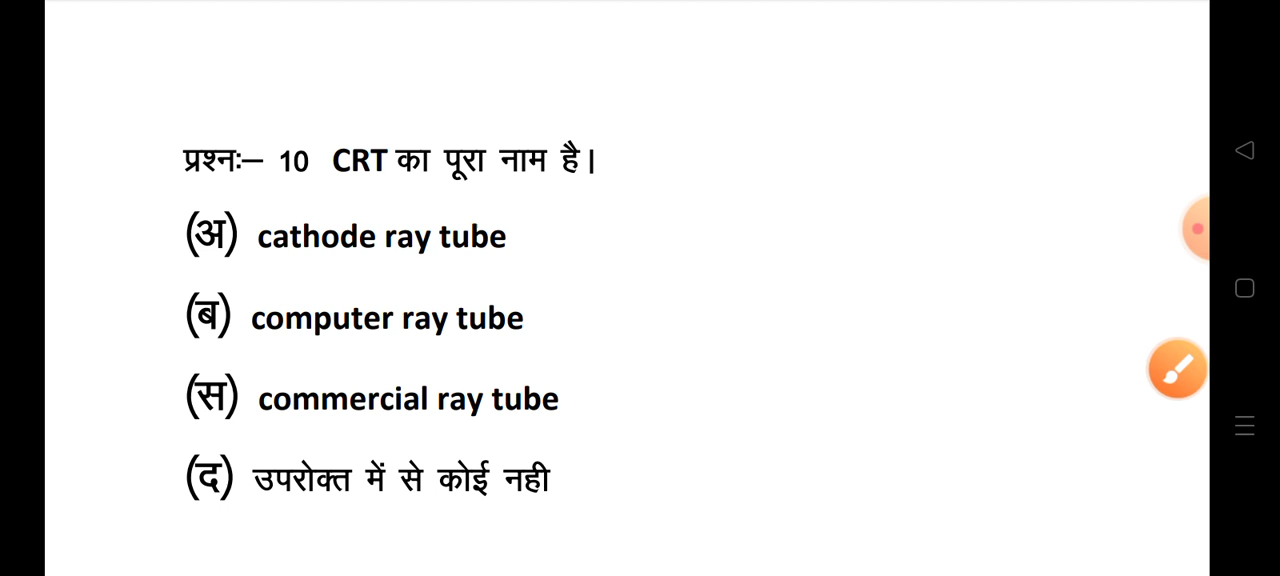 प्रश्नः– 10 CRT का पूरा नाम है।
(अ) cathode ray tube
(ब) computer ray tube
(स) commercial ray tube
(द) उपरोक्त में से कोई नही